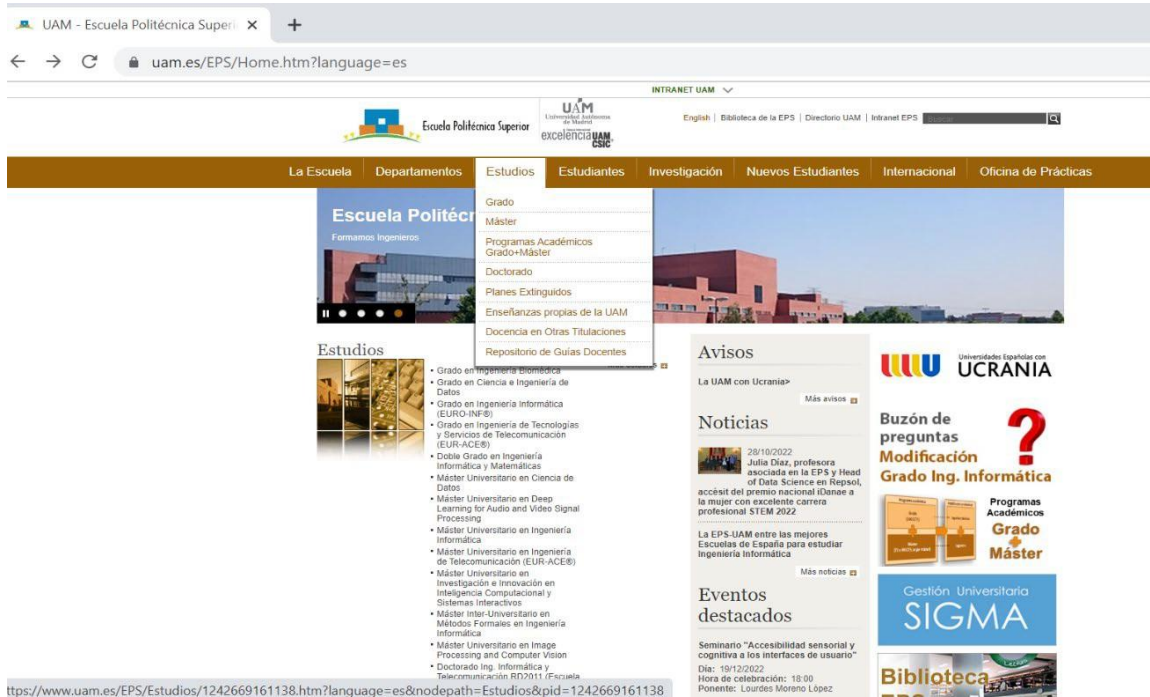 UAM - Escuela Politécnica Superi
uam.es/EPS/Home.htm?language=es
INTRANET UAM
Escuela Politécnica Superior
UAM
Universidad Autónoma
de Madrid
excelencia UAM
CSIC
English | Biblioteca de la EPS | Directorio UAM | Intranet EPS
Buscar
La Escuela Departamentos Estudios Estudiantes Investigación Nuevos Estudiantes Internacional Oficina de Prácticas
Escuela Politécn
Formamos Ingenieros
Grado
Máster
Programas Académicos
Grado+Máster
Doctorado
Planes Extinguidos
Enseñanzas propias de la UAM
Docencia en Otras Titulaciones
Repositorio de Guías Docentes
Estudios
• Grado en Ingeniería Biomédica
• Grado en Ciencia e Ingeniería de
Datos
• Grado en Ingeniería Informática
(EURO-INF®)
• Grado en Ingeniería de Tecnologías
y Servicios de Telecomunicación
(EUR-ACE®)
• Doble Grado en Ingeniería
Informática y Matemáticas
• Máster Universitario en Ciencia de
Datos
• Máster Universitario en Deep
Learning for Audio and Video Signal
Processing
• Máster Universitario en Ingeniería
Informática
• Máster Universitario en Ingeniería
de Telecomunicación (EUR-ACE®)
• Máster Universitario en
Investigación e Innovación en
Inteligencia Computacional y
Sistemas Interactivos
• Máster Inter-Universitario en
Métodos Formales en Ingeniería
Informática
• Máster Universitario en Image
Processing and Computer Vision
• Doctorado Ing. Informática y
Telecomunicación RD2011 (Escuela
Avisos
La UAM con Ucrania>
Más avisos
Noticias
28/10/2022
Julia Díaz, profesora
asociada en la EPS y Head
of Data Science en Repsol,
accésit del premio nacional iDanae a
la mujer con excelente carrera
profesional STEM 2022
La EPS-UAM entre las mejores
Escuelas de España para estudiar
Ingeniería Informática
Más noticias
Eventos
destacados
Seminario "Accesibilidad sensorial y
cognitiva a los interfaces de usuario"
Día: 19/12/2022
Hora de celebración: 18:00
Ponente: Lourdes Moreno López
Universidades Españolas con
UCRANIA
Buzón de
preguntas
Modificación
Grado Ing. Informática
Programas
Académicos
Grado
+
Máster
Gestión Universitaria
SIGMA
Biblioteca
EPS
ttps://www.uam.es/EPS/Estudios/1242669161138.htm?language=es&nodepath=Estudios&pid=1242669161138